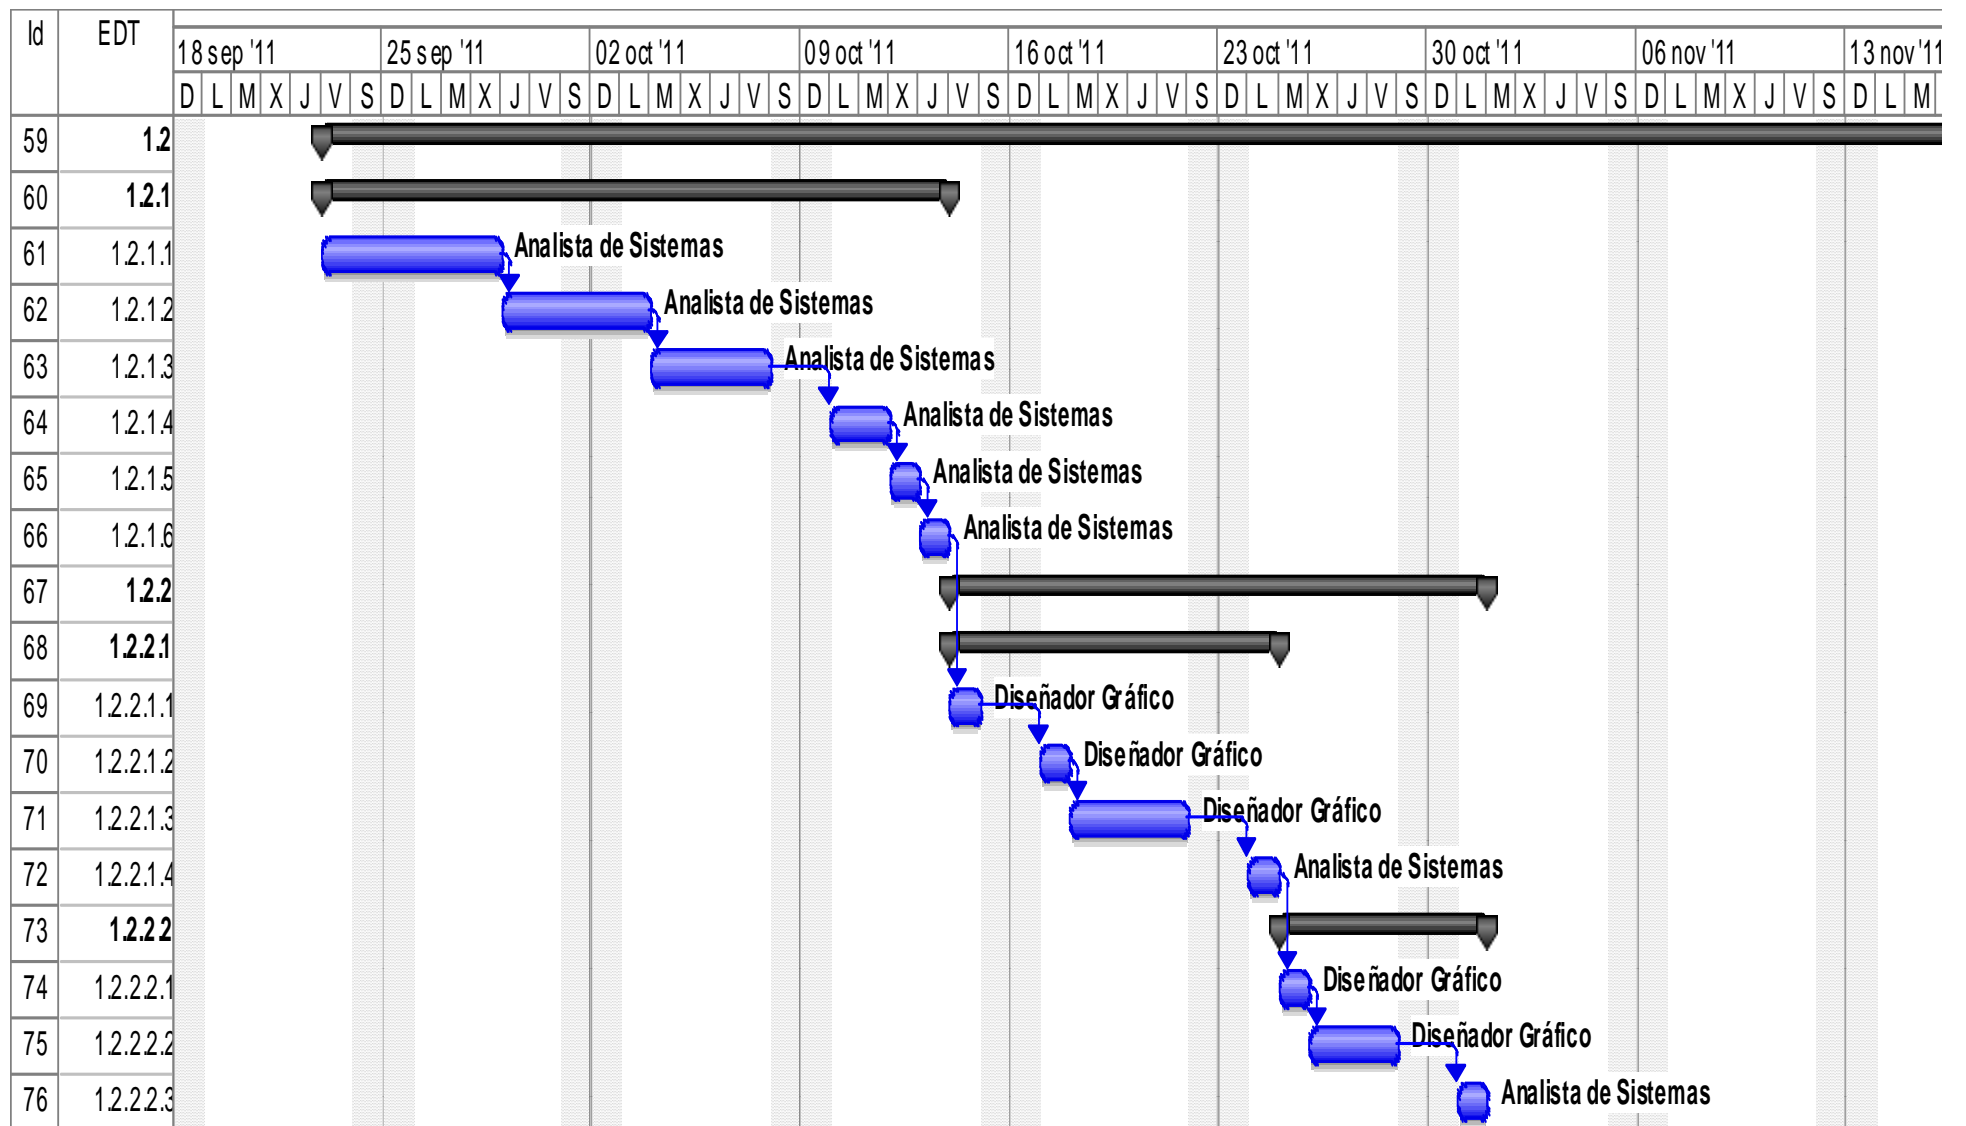 Id EDT
18 sep '11 25 sep '11 02 oct '11 09 oct '11 16 oct '11 23 oct '11 30 oct '11 06 nov '11 13 nov '11
D L M X J V S D L M X J V S D L M X J V S D L M X J V S D L M X J V S D L M X J V S D L M X J V S D L M X J V S D L M
59 1.2
60 1.2.1
61 1.2.1.1 Analista de Sistemas
62 1.2.1.2 Analista de Sistemas
63 1.2.1.3 Analista de Sistemas
64 1.2.1.4 Analista de Sistemas
65 1.2.1.5 Analista de Sistemas
66 1.2.1.6 Analista de Sistemas
67 1.2.2
68 1.2.2.1
69 1.2.2.1.1 Diseñador Gráfico
70 1.2.2.1.2 Diseñador Gráfico
71 1.2.2.1.3 Diseñador Gráfico
72 1.2.2.1.4 Analista de Sistemas
73 1.2.2.2
74 1.2.2.2.1 Diseñador Gráfico
75 1.2.2.2.2 Diseñador Gráfico
76 1.2.2.2.3 Analista de Sistemas